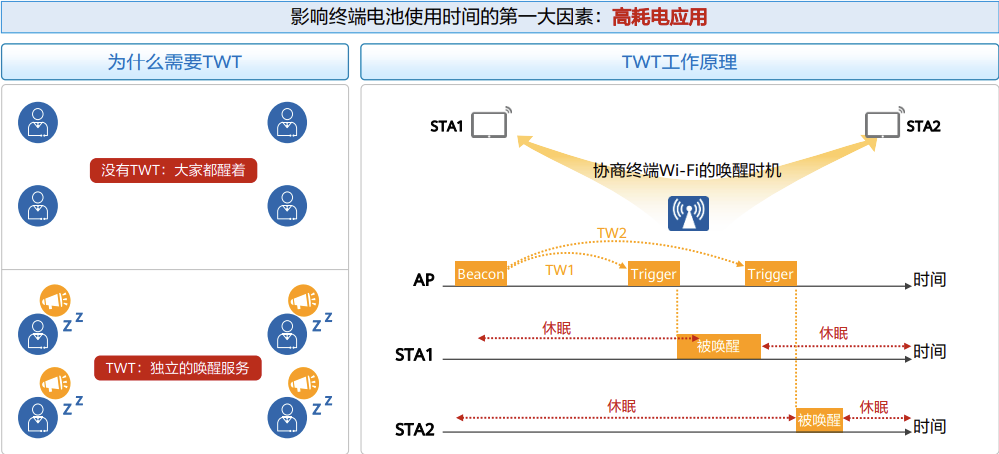 影响终端电池使用时间的第一大因素：高耗电应用
为什么需要TWT
没有TWT：大家都醒着
z z
z z
TWT：独立的唤醒服务
z z
z z
TWT工作原理
STA1
STA2
协商终端Wi-Fi的唤醒时机
TW2
TW1
AP
Beacon
Trigger
Trigger
时间
休眠
STA1
被唤醒
休眠
时间
休眠
STA2
被唤醒
休眠
时间